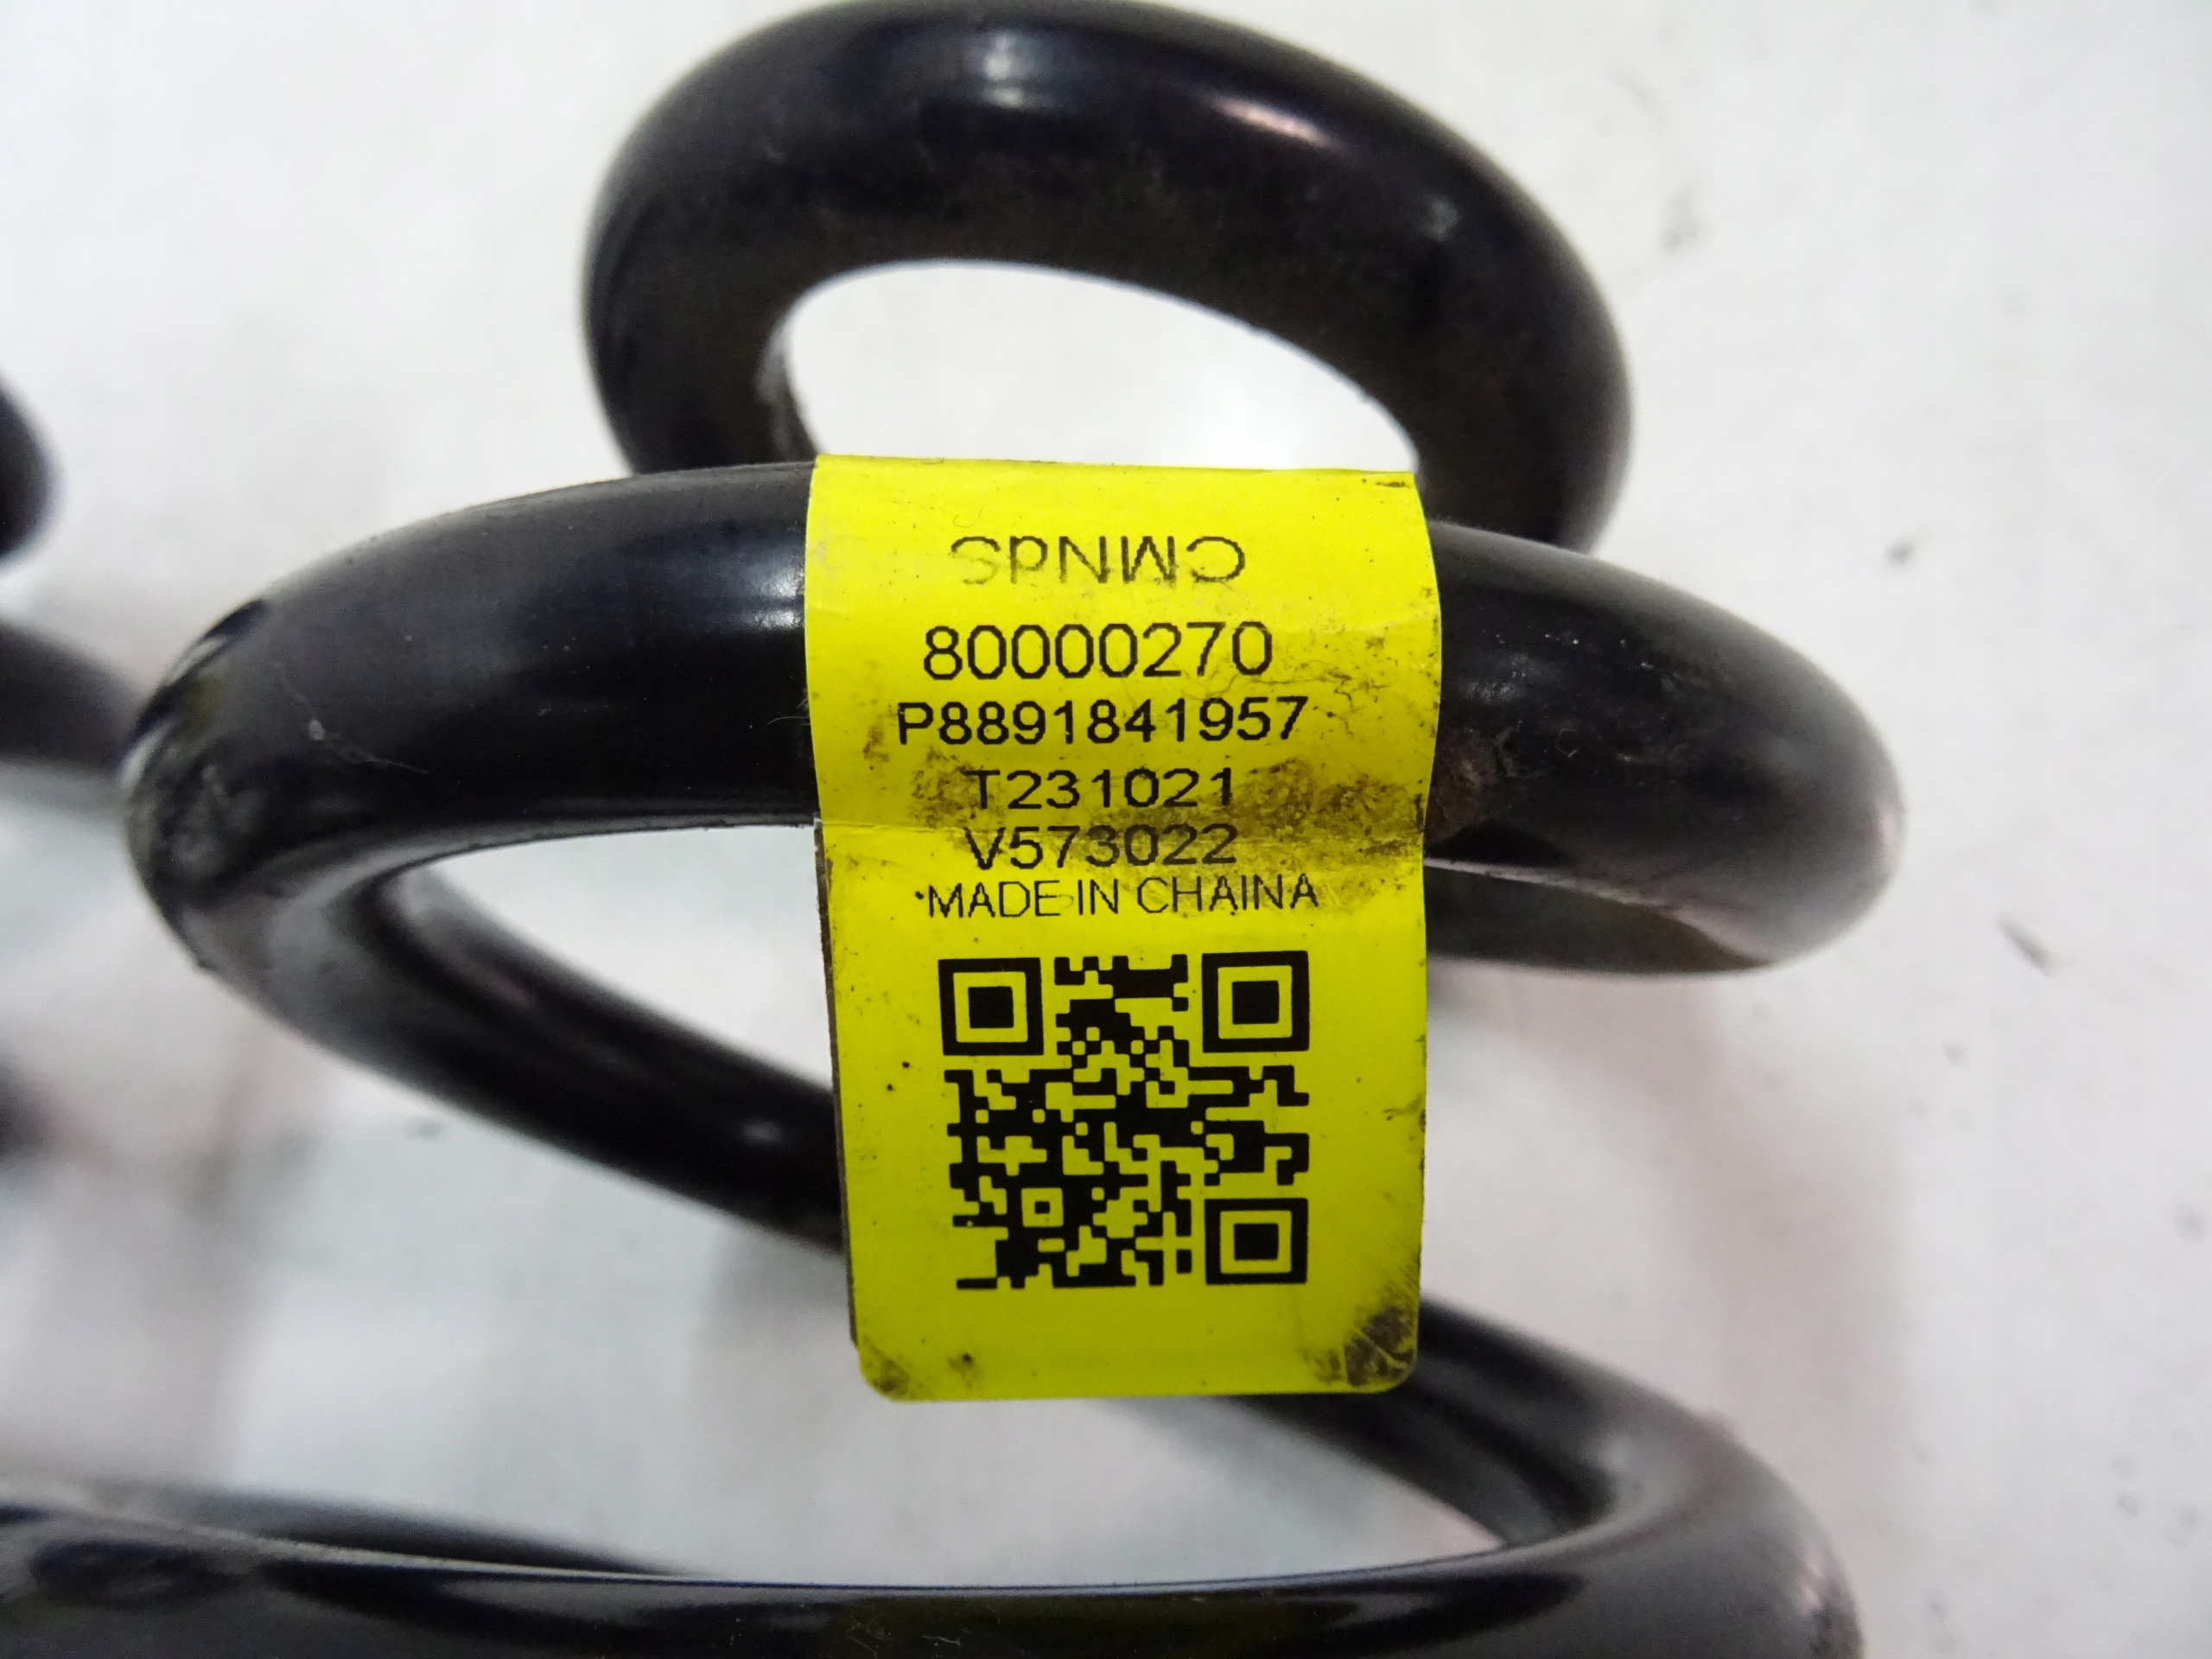 CMNdS
80000270
P8891841957
T231021
V573022
MADE IN CHAINA